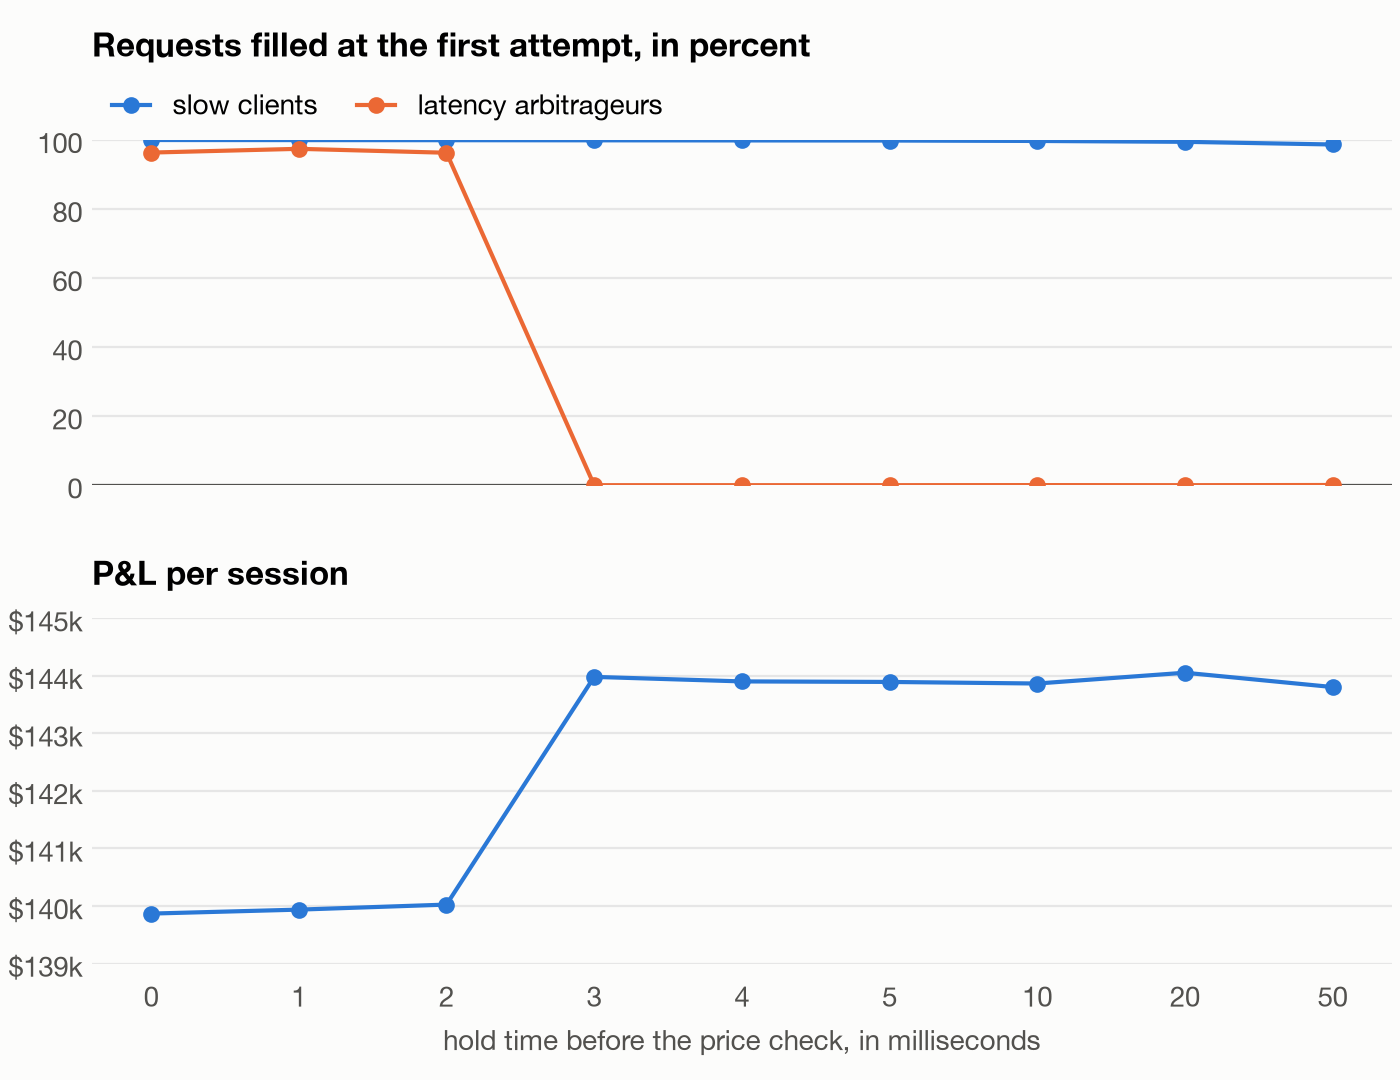 Requests filled at the first attempt, in percent
slow clients latency arbitrageurs
100
80
60
40
20
0
P&L per session
$145k
$144k
$143k
$142k
$141k
$140k
$139k
0 1 2 3 4 5 10 20 50
hold time before the price check, in milliseconds